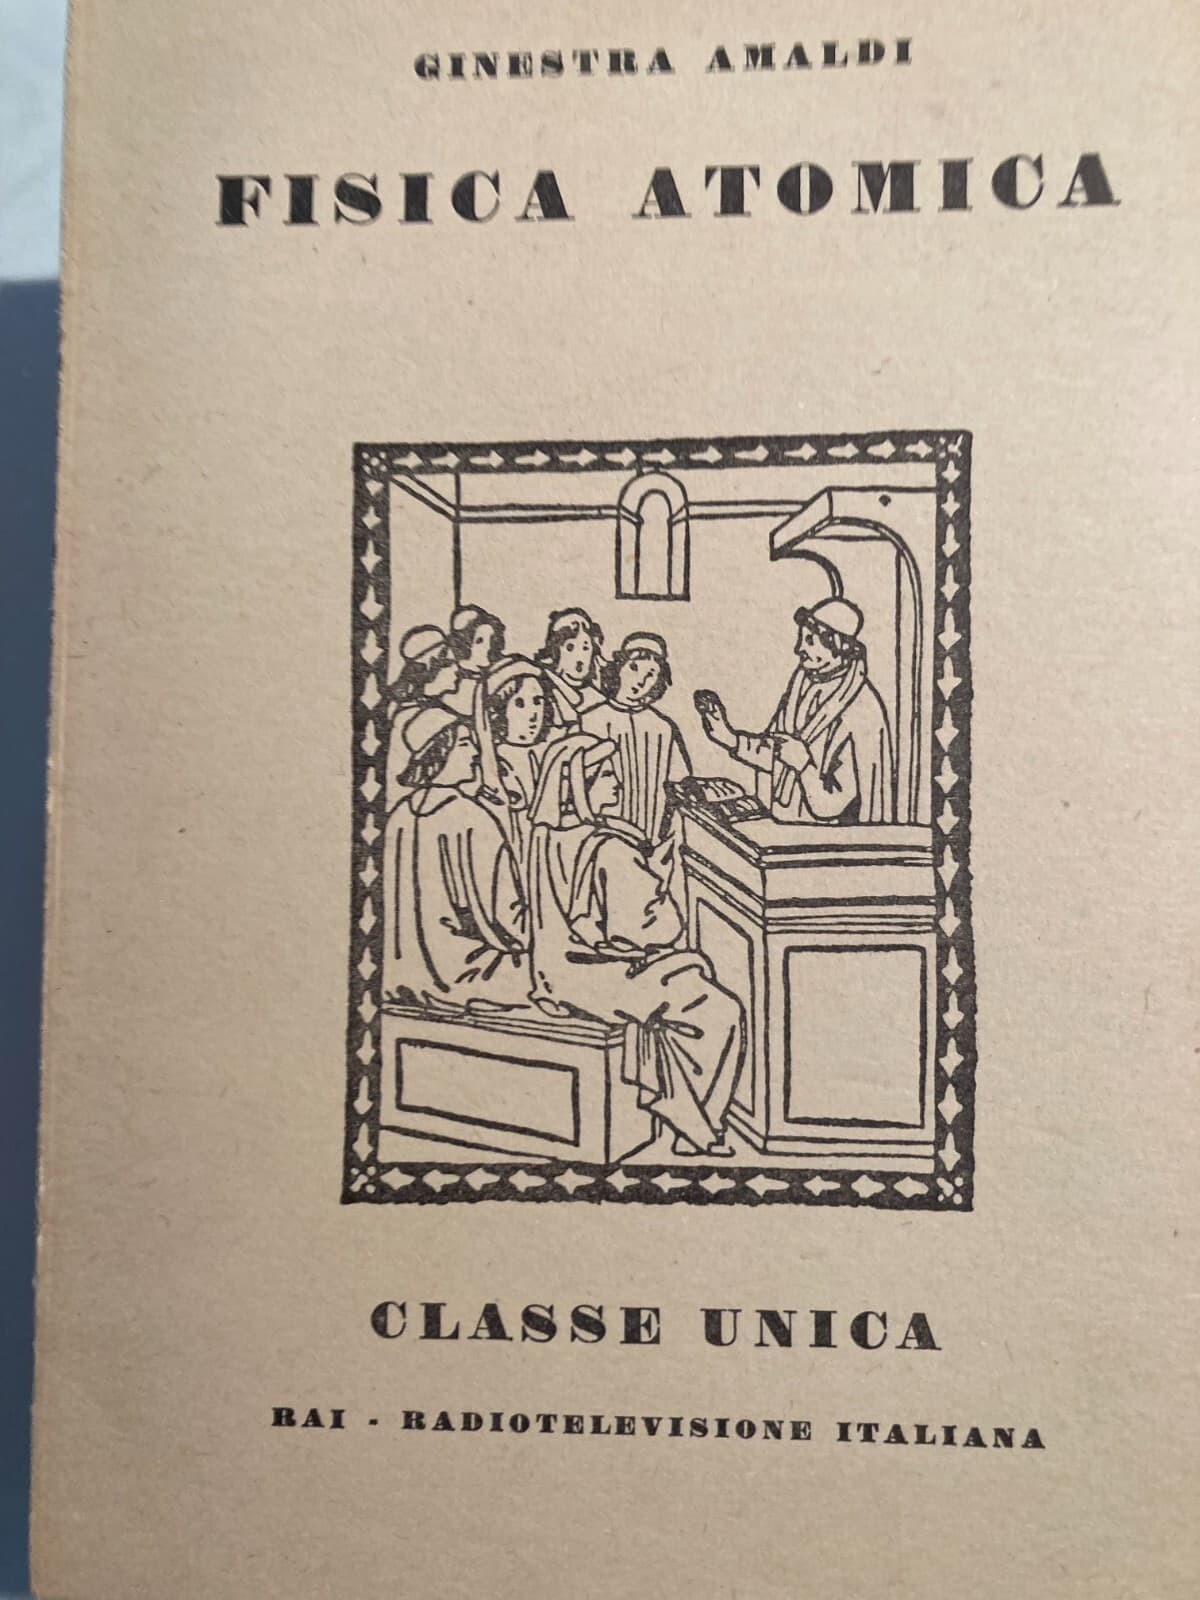 GINESTRA AMALDI
FISICA ATOMICA
CLASSE UNICA
RAI - RADIOTELEVISIONE ITALIANA